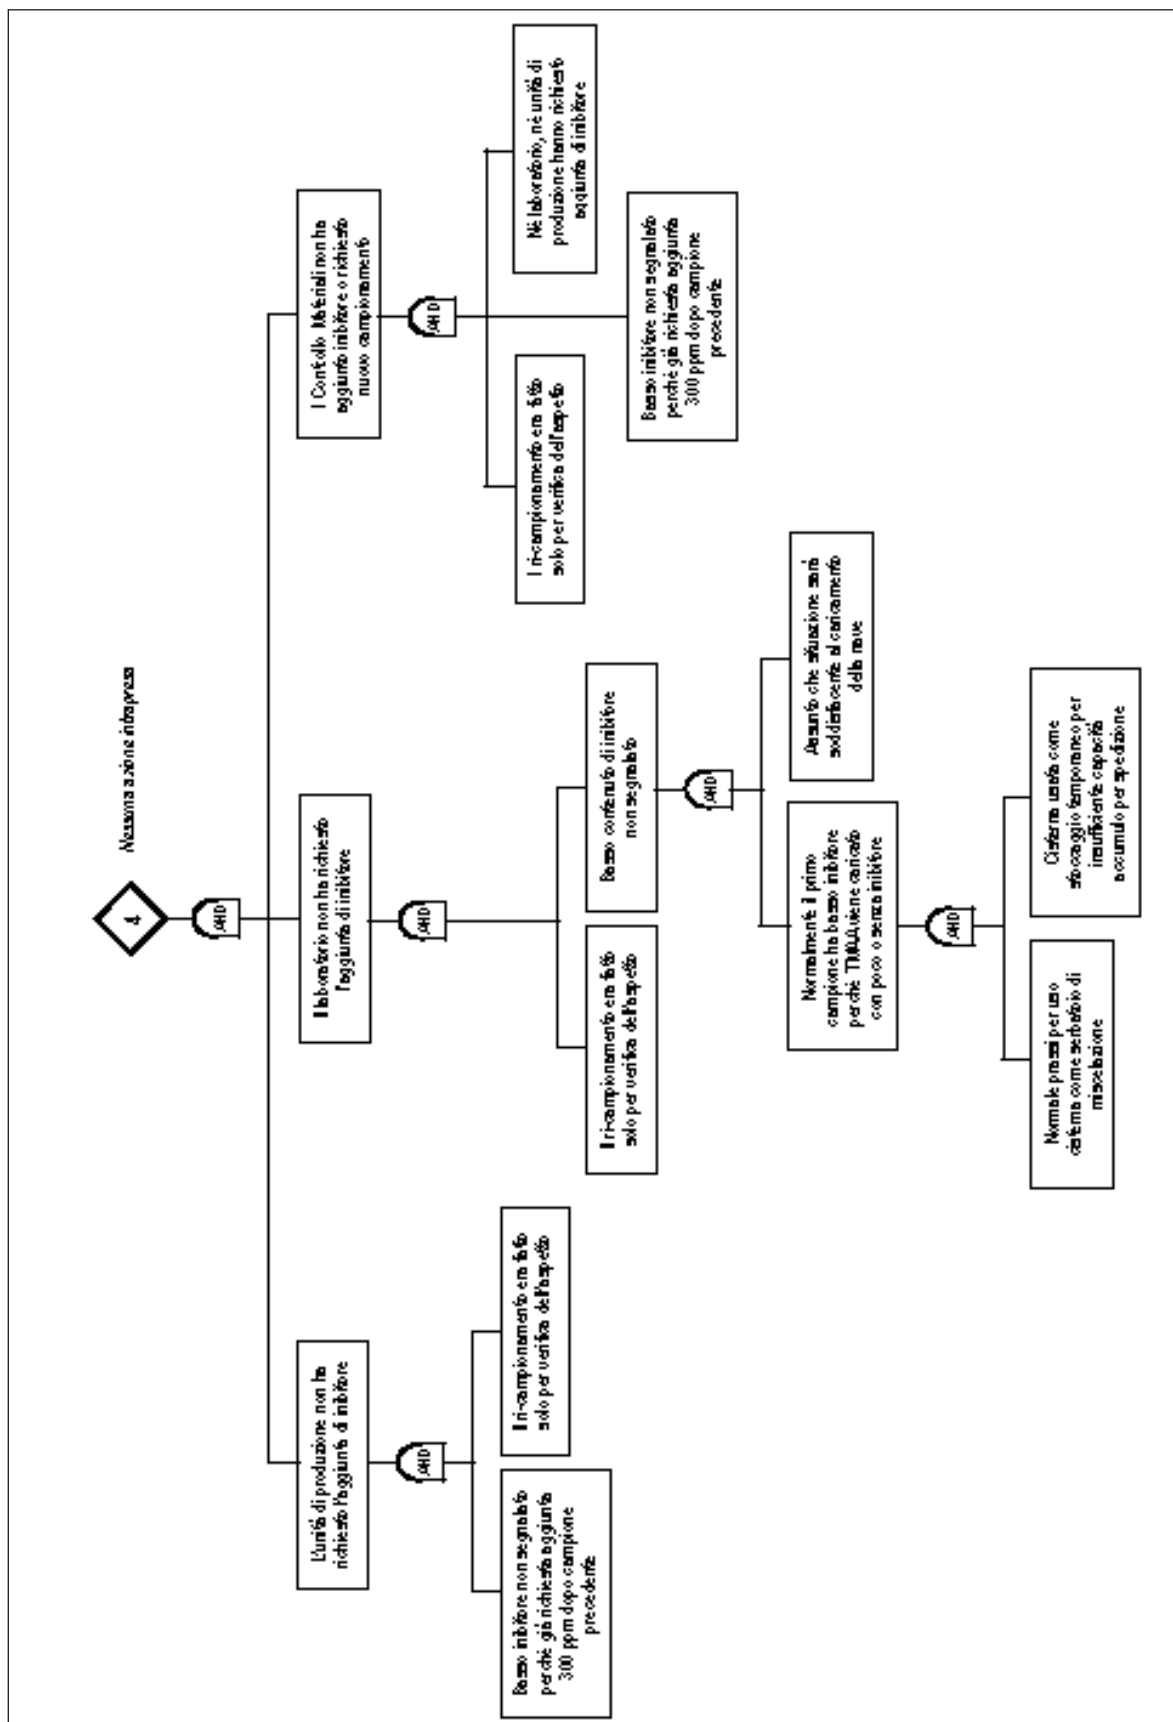 Nessuna azione intrapresa
4
AND
L'unità di produzione non ha
richiesto l'aggiunta di inibitore
Il laboratorio non ha richiesto
l'aggiunta di inibitore
I Controllo Materiali non ha
aggiunto inibitore o richiesto
nuovo campionamento
AND
AND
AND
Basso inibitore non segnalato
perché già richiesta aggiunta
300 ppm dopo campione
precedente
Il ri-campionamento era fatto
solo per verifica dell'aspetto
Il ri-campionamento era fatto
solo per verifica dell'aspetto
Basso contenuto di inibitore
non segnalato
I ri-campionamento era fatto
solo per verifica dell'aspetto
Basso inibitore non segnalato
perché già richiesta aggiunta
300 ppm dopo campione
precedente
Né laboratorio, né unità di
produzione hanno richiesto
aggiunta di inibitore
AND
Normalmente il primo
campione ha basso inibitore
perché TMAA viene caricato
con poco o senza inibitore
Assunto che situazione sarà
soddisfacente al caricamento
della nave
AND
Normale prassi per uso
cisterna come serbatoio di
miscelazione
Cisterna usata come
stoccaggio temporaneo per
insufficiente capacità
accumulo per spedizione